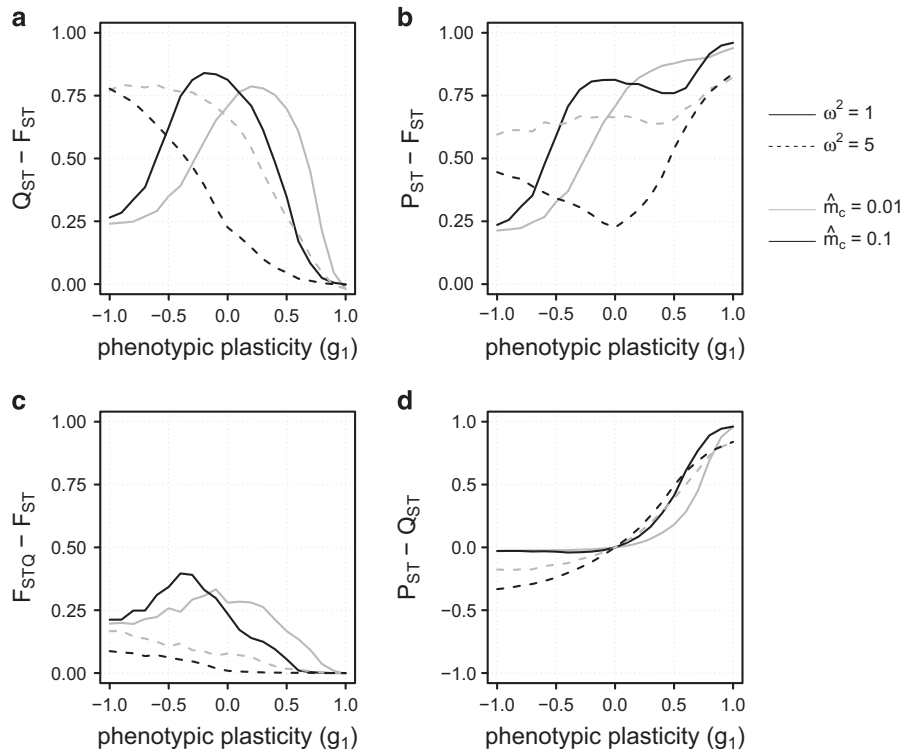 a
1.00
0.75
0.50
0.25
0.00
Q_ST − F_ST
−1.0 −0.5 0.0 0.5 1.0
phenotypic plasticity (g₁)
b
1.00
0.75
0.50
0.25
0.00
P_ST − F_ST
−1.0 −0.5 0.0 0.5 1.0
phenotypic plasticity (g₁)
ω² = 1
ω² = 5
m̂_c = 0.01
m̂_c = 0.1
c
1.00
0.75
0.50
0.25
0.00
F_STQ − F_ST
−1.0 −0.5 0.0 0.5 1.0
phenotypic plasticity (g₁)
d
1.0
0.5
0.0
−0.5
−1.0
P_ST − Q_ST
−1.0 −0.5 0.0 0.5 1.0
phenotypic plasticity (g₁)